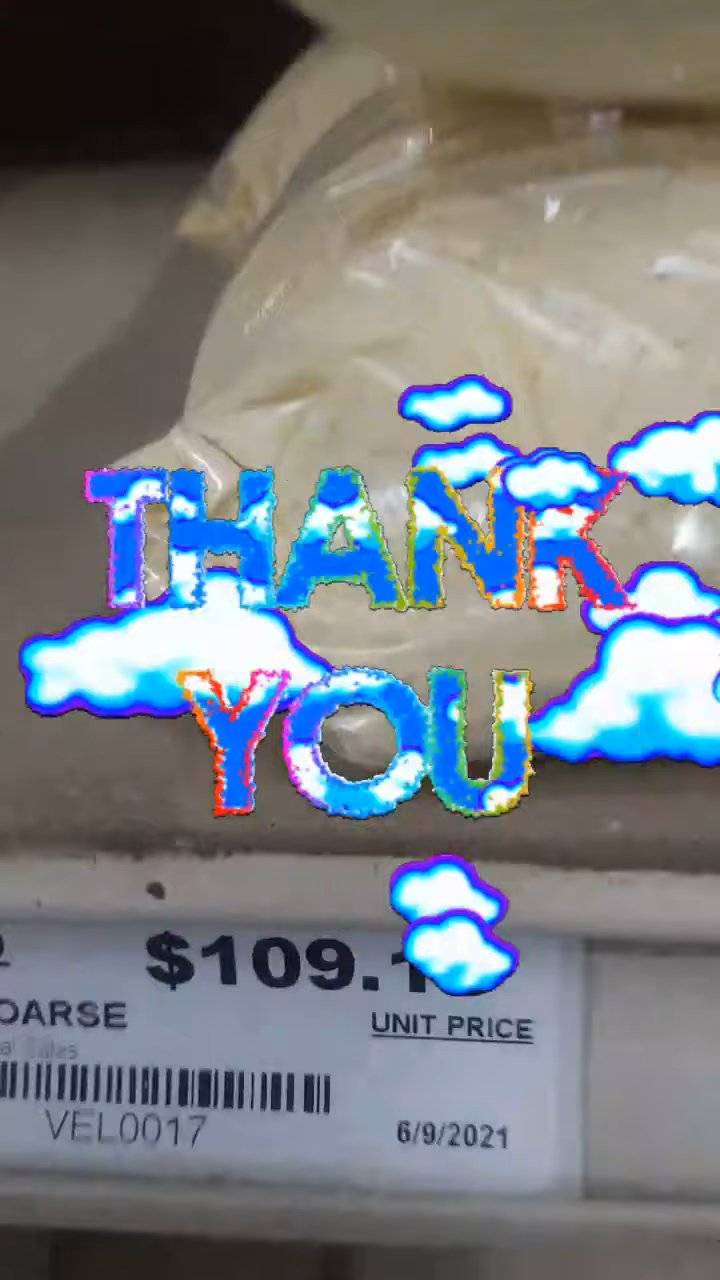 THANK
YOU
$109.1
OARSE
UNIT PRICE
VEL0017
6/9/2021